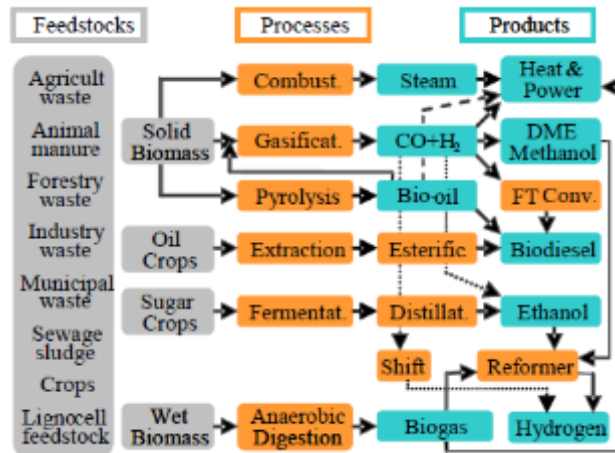 Feedstocks
Processes
Products
Agricult
waste
Animal
manure
Forestry
waste
Industry
waste
Municipal
waste
Sewage
sludge
Crops
Lignocell
feedstock
Solid
Biomass
Oil
Crops
Sugar
Crops
Wet
Biomass
Combust.
Gasificat.
Pyrolysis
Extraction
Fermentat.
Anaerobic
Digestion
Steam
CO+H₂
Bio-oil
Esterific
Distillat.
Shift
Biogas
Heat &
Power
DME
Methanol
FT Conv.
Biodiesel
Ethanol
Reformer
Hydrogen